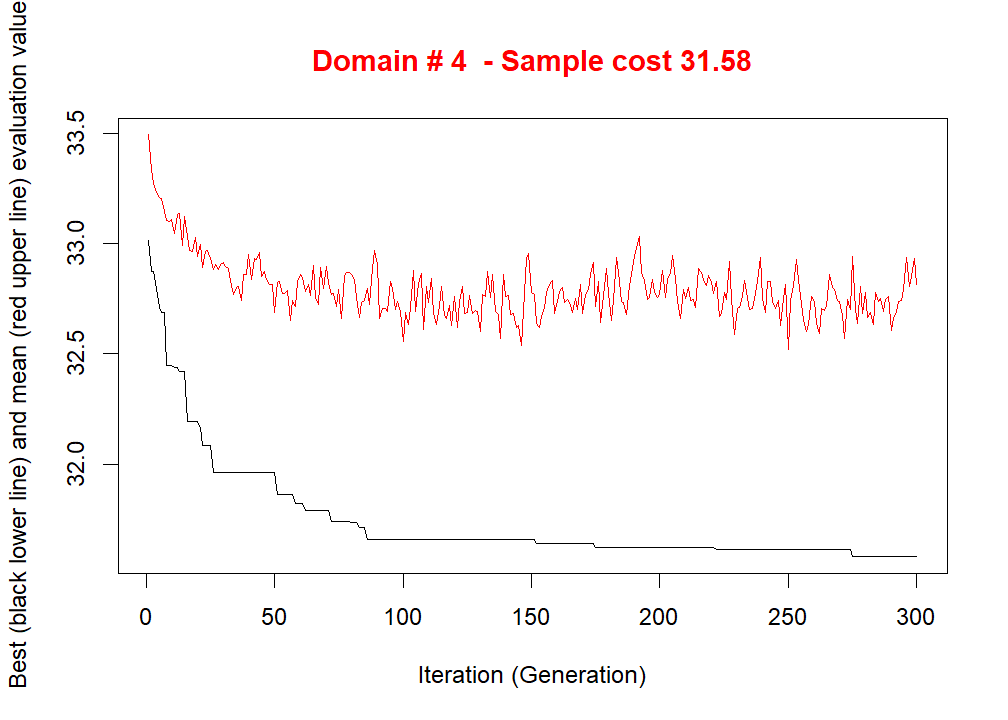 Domain # 4  - Sample cost 31.58
Best (black lower line) and mean (red upper line) evaluation value
33.5
33.0
32.5
32.0
0 50 100 150 200 250 300
Iteration (Generation)